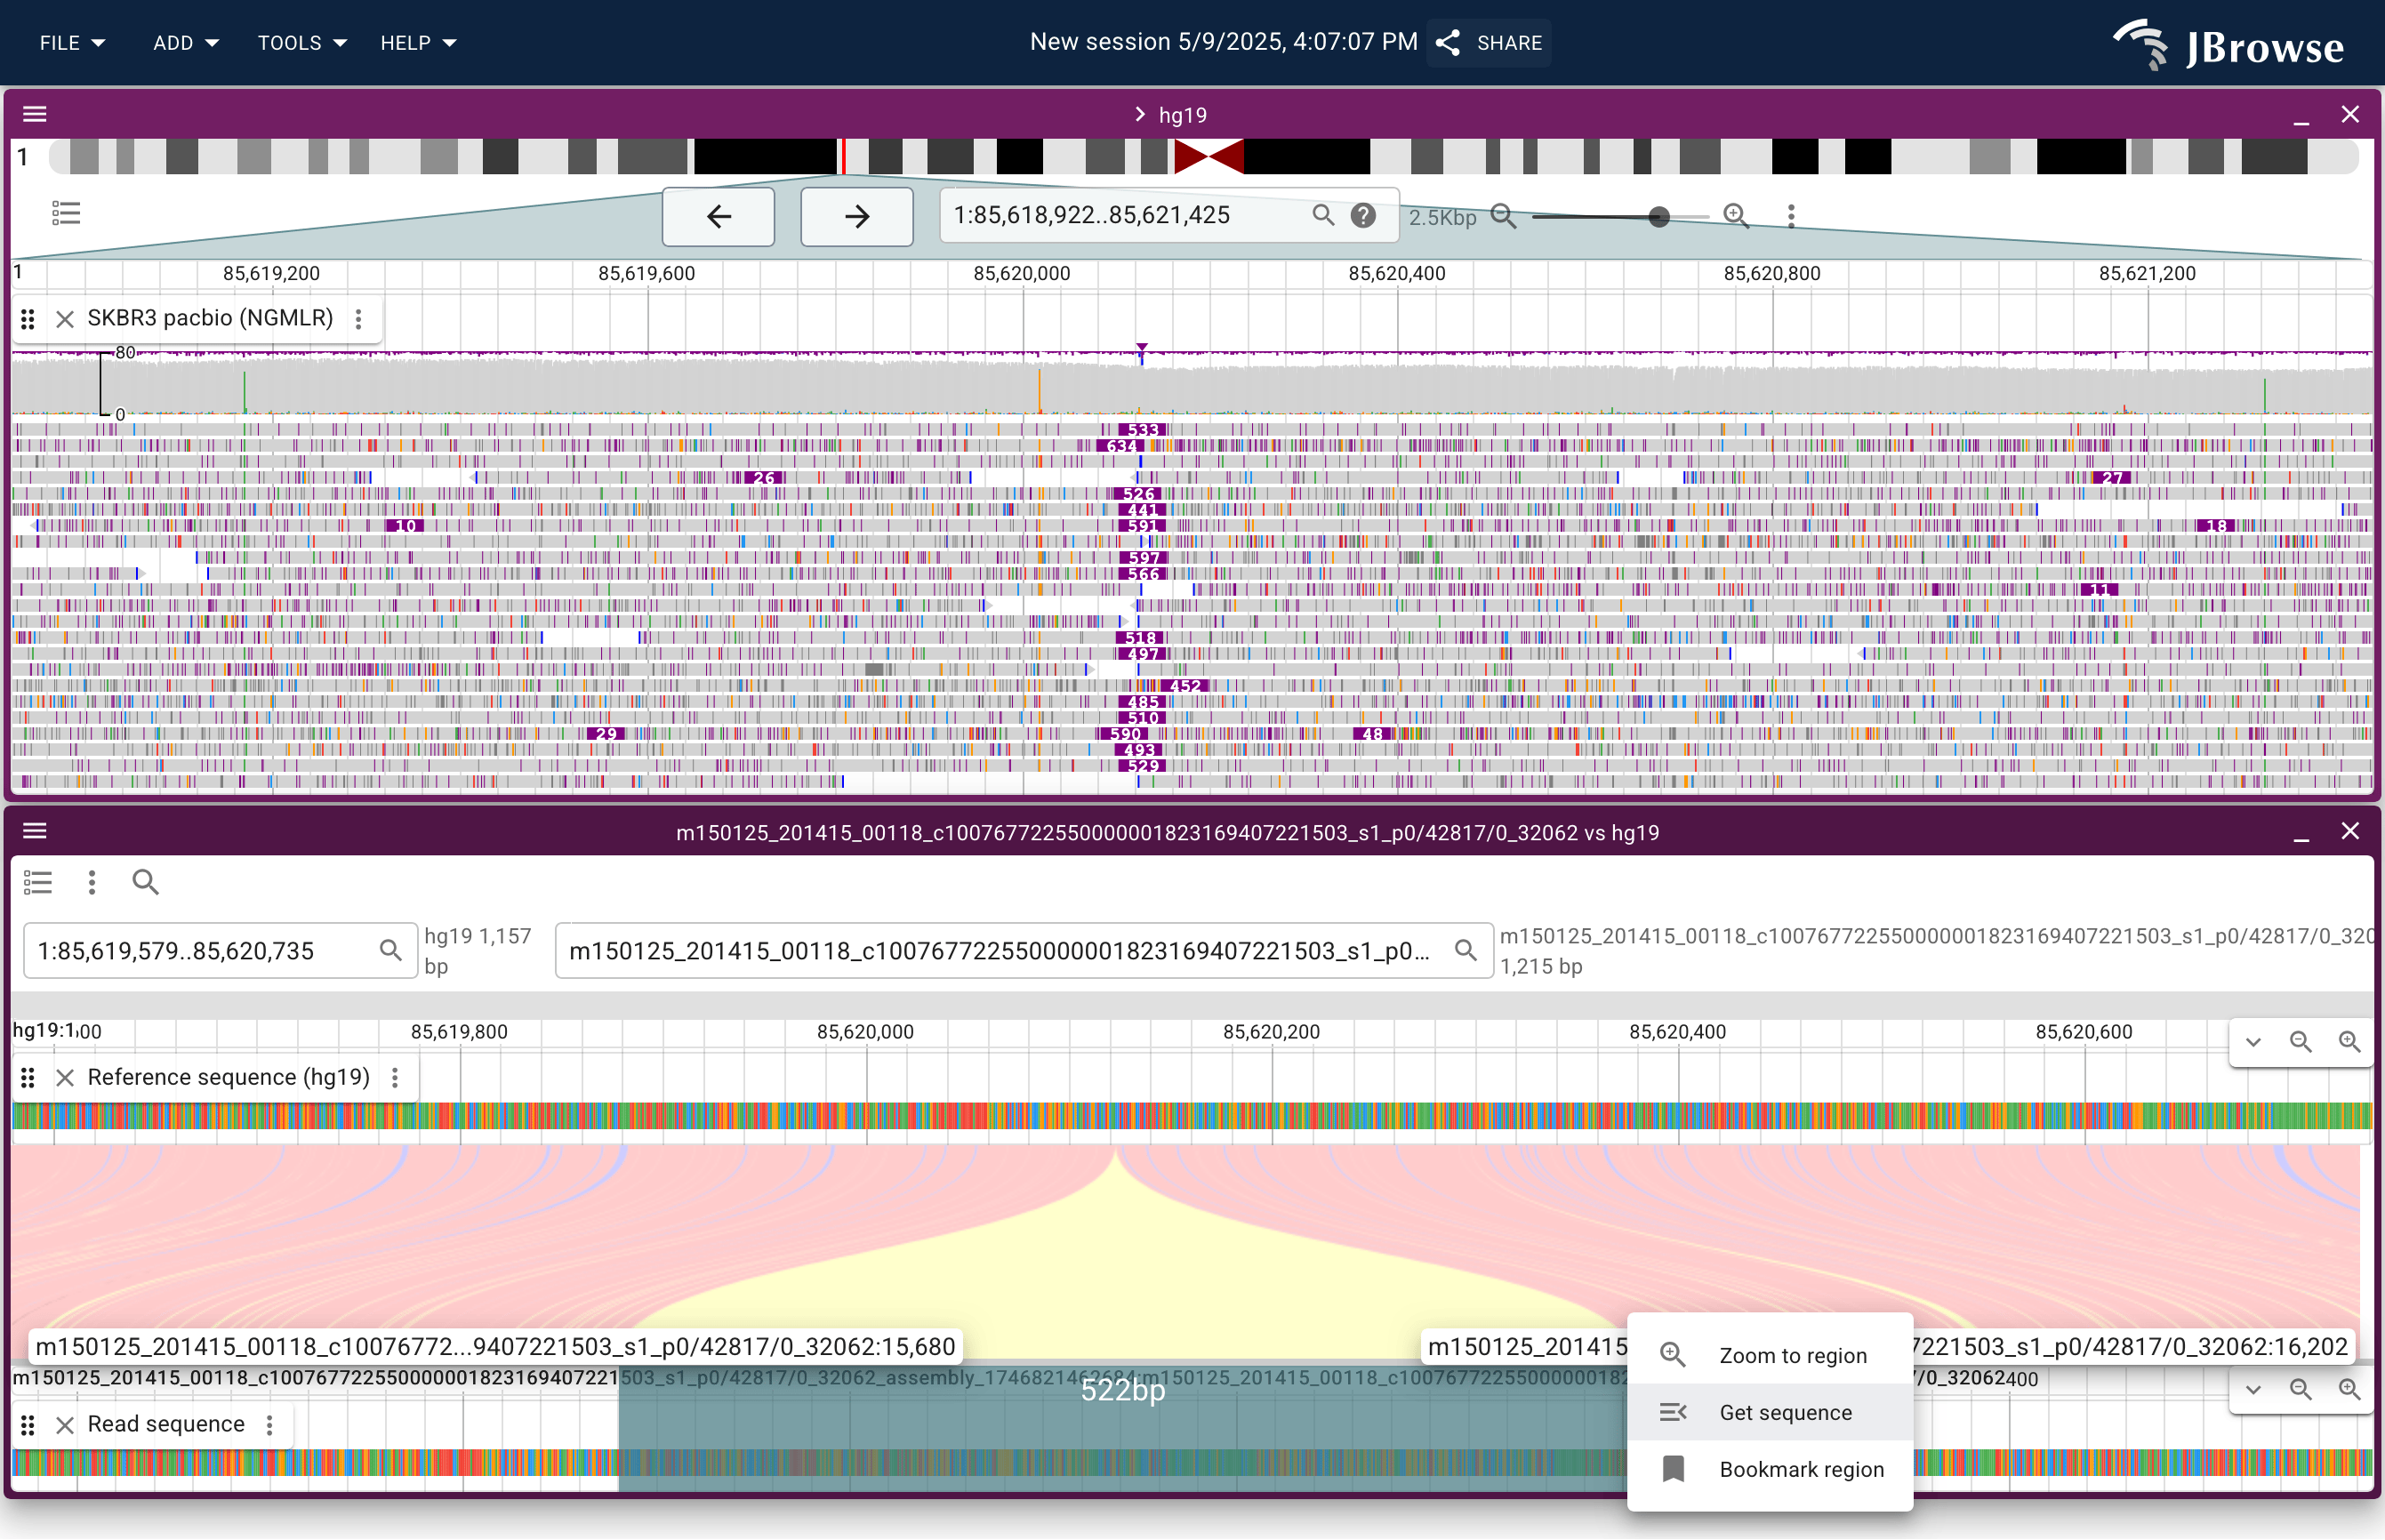 FILE ADD TOOLS HELP New session 5/9/2025, 4:07:07 PM SHARE JBrowse
hg19
1
1:85,618,922..85,621,425 2.5Kbp
1 85,619,200 85,619,600 85,620,000 85,620,400 85,620,800 85,621,200
SKBR3 pacbio (NGMLR)
80
0
533
634
26 27
526
441
10 591 18
597
566
11
518
497
452
485
510
29 590 48
493
529
m150125_201415_00118_c100767722550000001823169407221503_s1_p0/42817/0_32062 vs hg19
1:85,619,579..85,620,735 hg19 1,157 bp m150125_201415_00118_c100767722550000001823169407221503_s1_p0... m150125_201415_00118_c100767722550000001823169407221503_s1_p0/42817/0_320
1,215 bp
hg19:1 00 85,619,800 85,620,000 85,620,200 85,620,400 85,620,600
Reference sequence (hg19)
m150125_201415_00118_c10076772...9407221503_s1_p0/42817/0_32062:15,680 m150125_201415 7221503_s1_p0/42817/0_32062:16,202
Zoom to region
m150125_201415_00118_c100767722550000001823169407221503_s1_p0/42817/0_32062_assembly_1746821462684 m150125_201415_00118_c10076772255000000182 /0_32062 400
522bp
Get sequence
Read sequence
Bookmark region